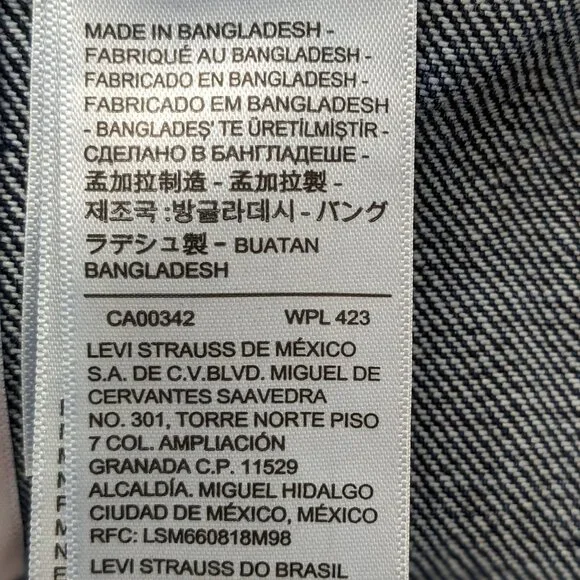 MADE IN BANGLADESH -
FABRIQUÉ AU BANGLADESH -
FABRICADO EN BANGLADESH -
FABRICADO EM BANGLADESH
- BANGLADEŞ'TE ÜRETİLMİŞTİR -
СДЕЛАНО В БАНГЛАДЕШЕ -
孟加拉制造 - 孟加拉製 -
제조국 :방글라데시 - バング
ラデシュ製 - BUATAN
BANGLADESH
CA00342 WPL 423
LEVI STRAUSS DE MÉXICO
S.A. DE C.V.BLVD. MIGUEL DE
CERVANTES SAAVEDRA
NO. 301, TORRE NORTE PISO
7 COL. AMPLIACIÓN
GRANADA C.P. 11529
ALCALDÍA. MIGUEL HIDALGO
CIUDAD DE MÉXICO, MÉXICO
RFC: LSM660818M98
LEVI STRAUSS DO BRASIL